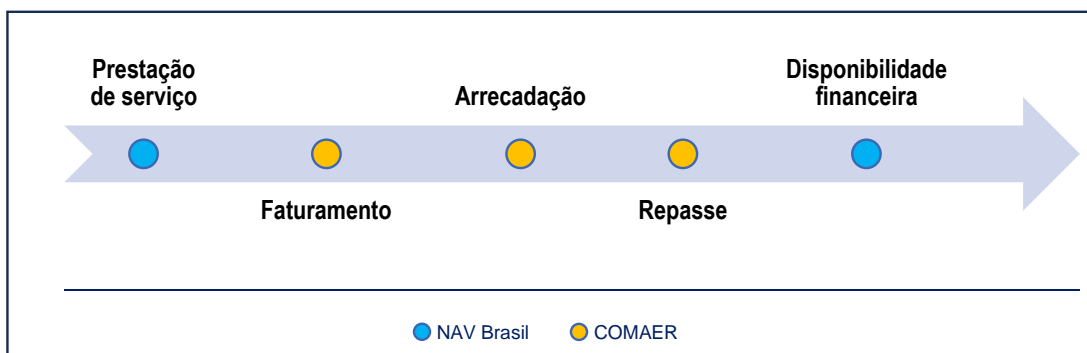 Prestação
de serviço
Faturamento
Arrecadação
Repasse
Disponibilidade
financeira
NAV Brasil
COMAER